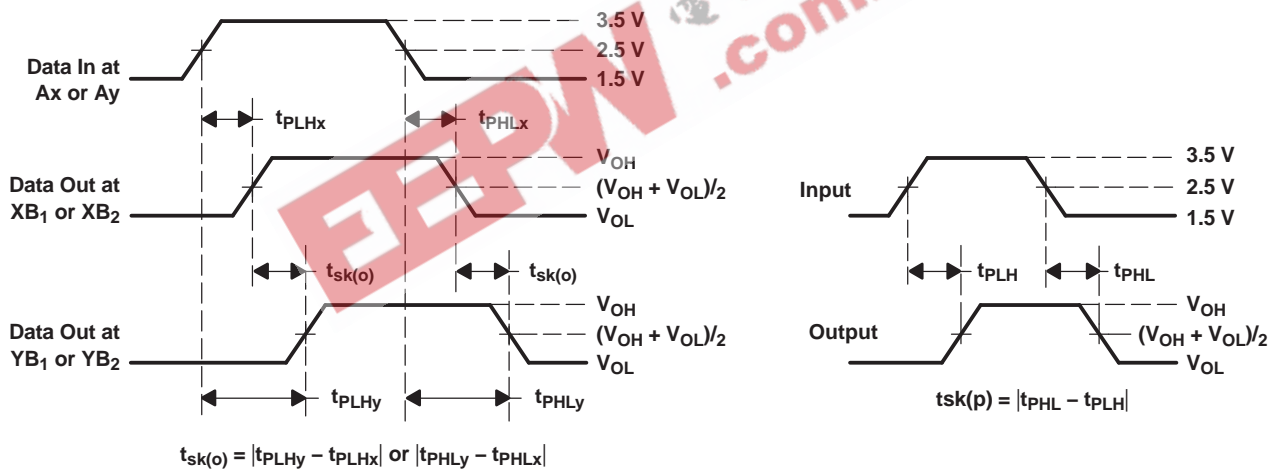 3.5 V
2.5 V
1.5 V
Data In at
Ax or Ay
tPLHx
tPHLx
VOH
(VOH + VOL)/2
VOL
Data Out at
XB1 or XB2
tsk(o)
tsk(o)
VOH
(VOH + VOL)/2
VOL
Data Out at
YB1 or YB2
tPLHy
tPHLy
tsk(o) = |tPLHy – tPLHx| or |tPHLy – tPHLx|
3.5 V
2.5 V
1.5 V
Input
tPLH
tPHL
VOH
(VOH + VOL)/2
VOL
Output
tsk(p) = |tPHL – tPLH|
EEPW
.com